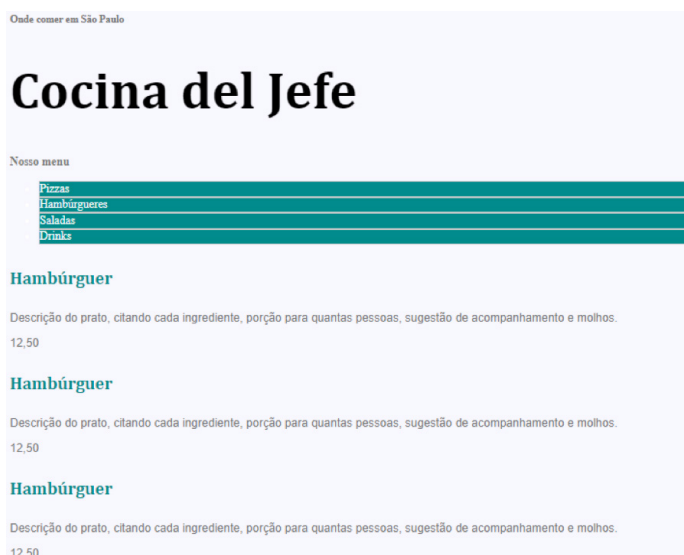 Onde comer em São Paulo
Cocina del Jefe
Nosso menu
Pizzas
Hambúrgueres
Saladas
Drinks
Hambúrguer
Descrição do prato, citando cada ingrediente, porção para quantas pessoas, sugestão de acompanhamento e molhos.
12,50
Hambúrguer
Descrição do prato, citando cada ingrediente, porção para quantas pessoas, sugestão de acompanhamento e molhos.
12,50
Hambúrguer
Descrição do prato, citando cada ingrediente, porção para quantas pessoas, sugestão de acompanhamento e molhos.
12,50